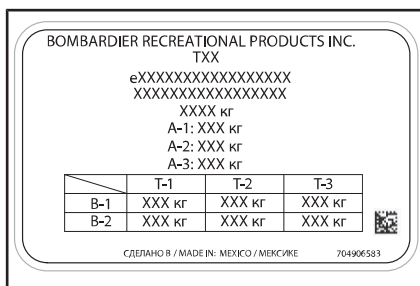 BOMBARDIER RECREATIONAL PRODUCTS INC.
TXX
eXXXXXXXXXXXXXXXXX
XXXXXXXXXXXXXXXXX
XXXX кг
A-1: XXX кг
A-2: XXX кг
A-3: XXX кг
T-1 T-2 T-3
B-1 XXX кг XXX кг XXX кг
B-2 XXX кг XXX кг XXX кг
СДЕЛАНО В / MADE IN: MEXICO / МЕКСИКЕ 704906583